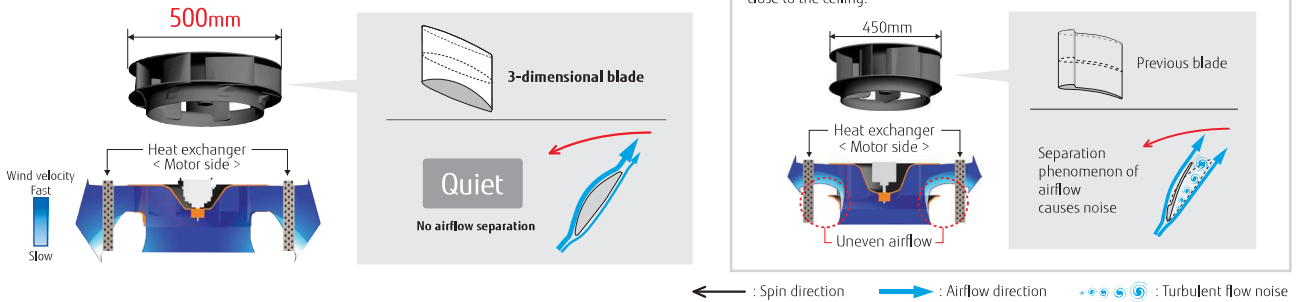 500mm
3-dimensional blade
Heat exchanger
< Motor side >
Wind velocity
Fast
Slow
Quiet
No airflow separation
close to the ceiling.
450mm
Previous blade
Heat exchanger
< Motor side >
Uneven airflow
Separation
phenomenon of
airflow
causes noise
: Spin direction
: Airflow direction
: Turbulent flow noise